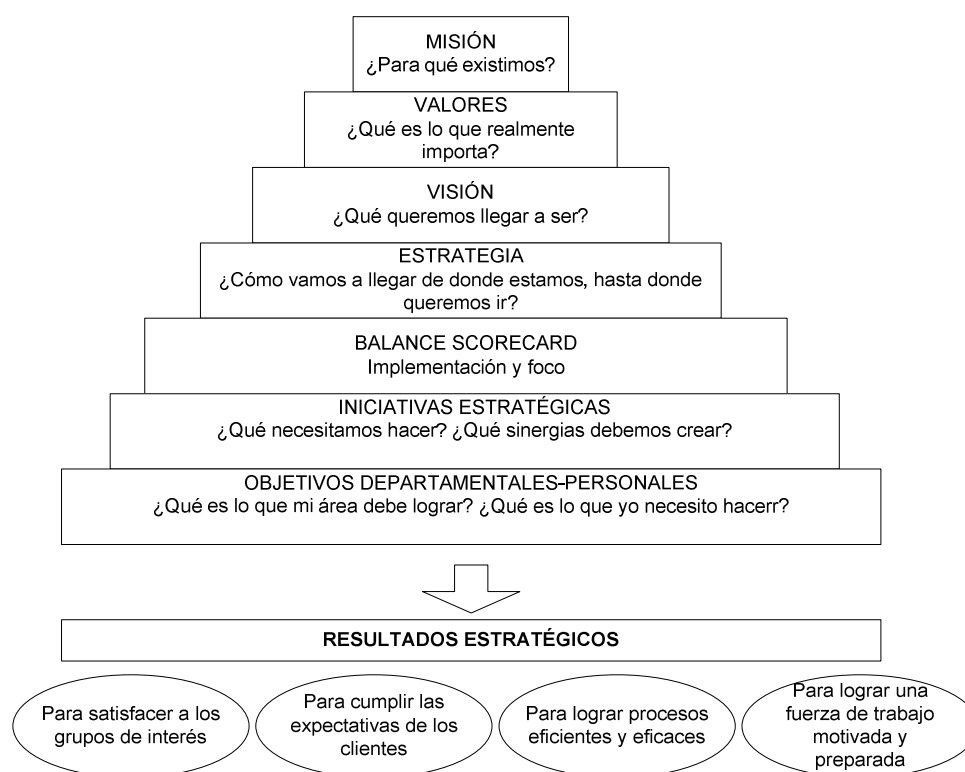 MISIÓN
¿Para qué existimos?
VALORES
¿Qué es lo que realmente
importa?
VISIÓN
¿Qué queremos llegar a ser?
ESTRATEGIA
¿Cómo vamos a llegar de donde estamos, hasta donde
queremos ir?
BALANCE SCORECARD
Implementación y foco
INICIATIVAS ESTRATÉGICAS
¿Qué necesitamos hacer? ¿Qué sinergias debemos crear?
OBJETIVOS DEPARTAMENTALES-PERSONALES
¿Qué es lo que mi área debe lograr? ¿Qué es lo que yo necesito hacerr?
RESULTADOS ESTRATÉGICOS
Para satisfacer a los
grupos de interés
Para cumplir las
expectativas de los
clientes
Para lograr procesos
eficientes y eficaces
Para lograr una
fuerza de trabajo
motivada y
preparada